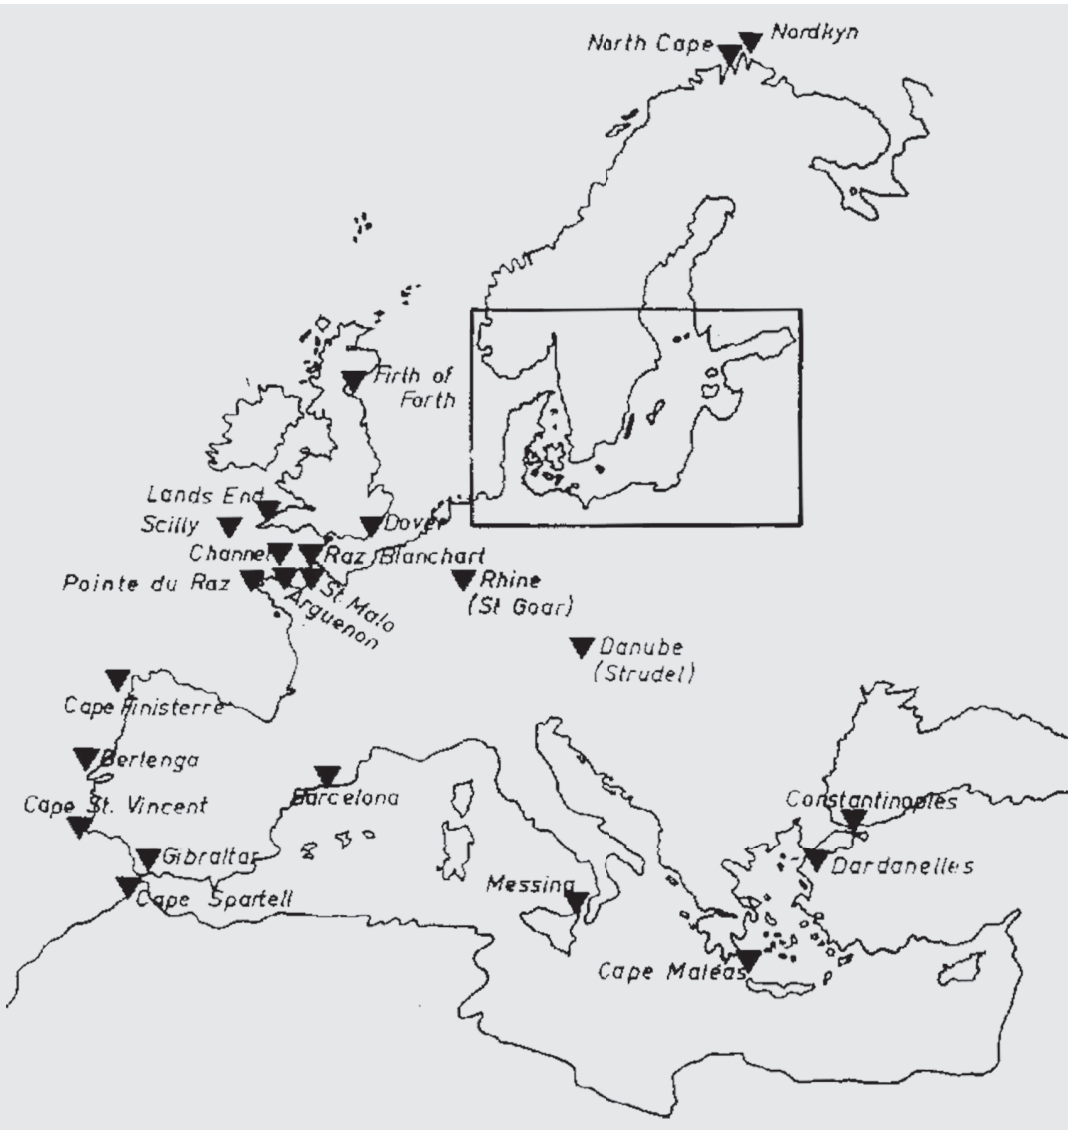 Nordkyn
North Cape
Firth of
Forth
Lands End
Scilly
Dover
Channel
Raz Blanchart
Pointe du Raz
St. Malo
Arguenon
Rhine
(St Goar)
Danube
(Strudel)
Cape Finisterre
Berlenga
Barcelona
Cape St. Vincent
Constantinoples
Gibraltar
Dardanelles
Messina
Cape Spartell
Cape Maleas